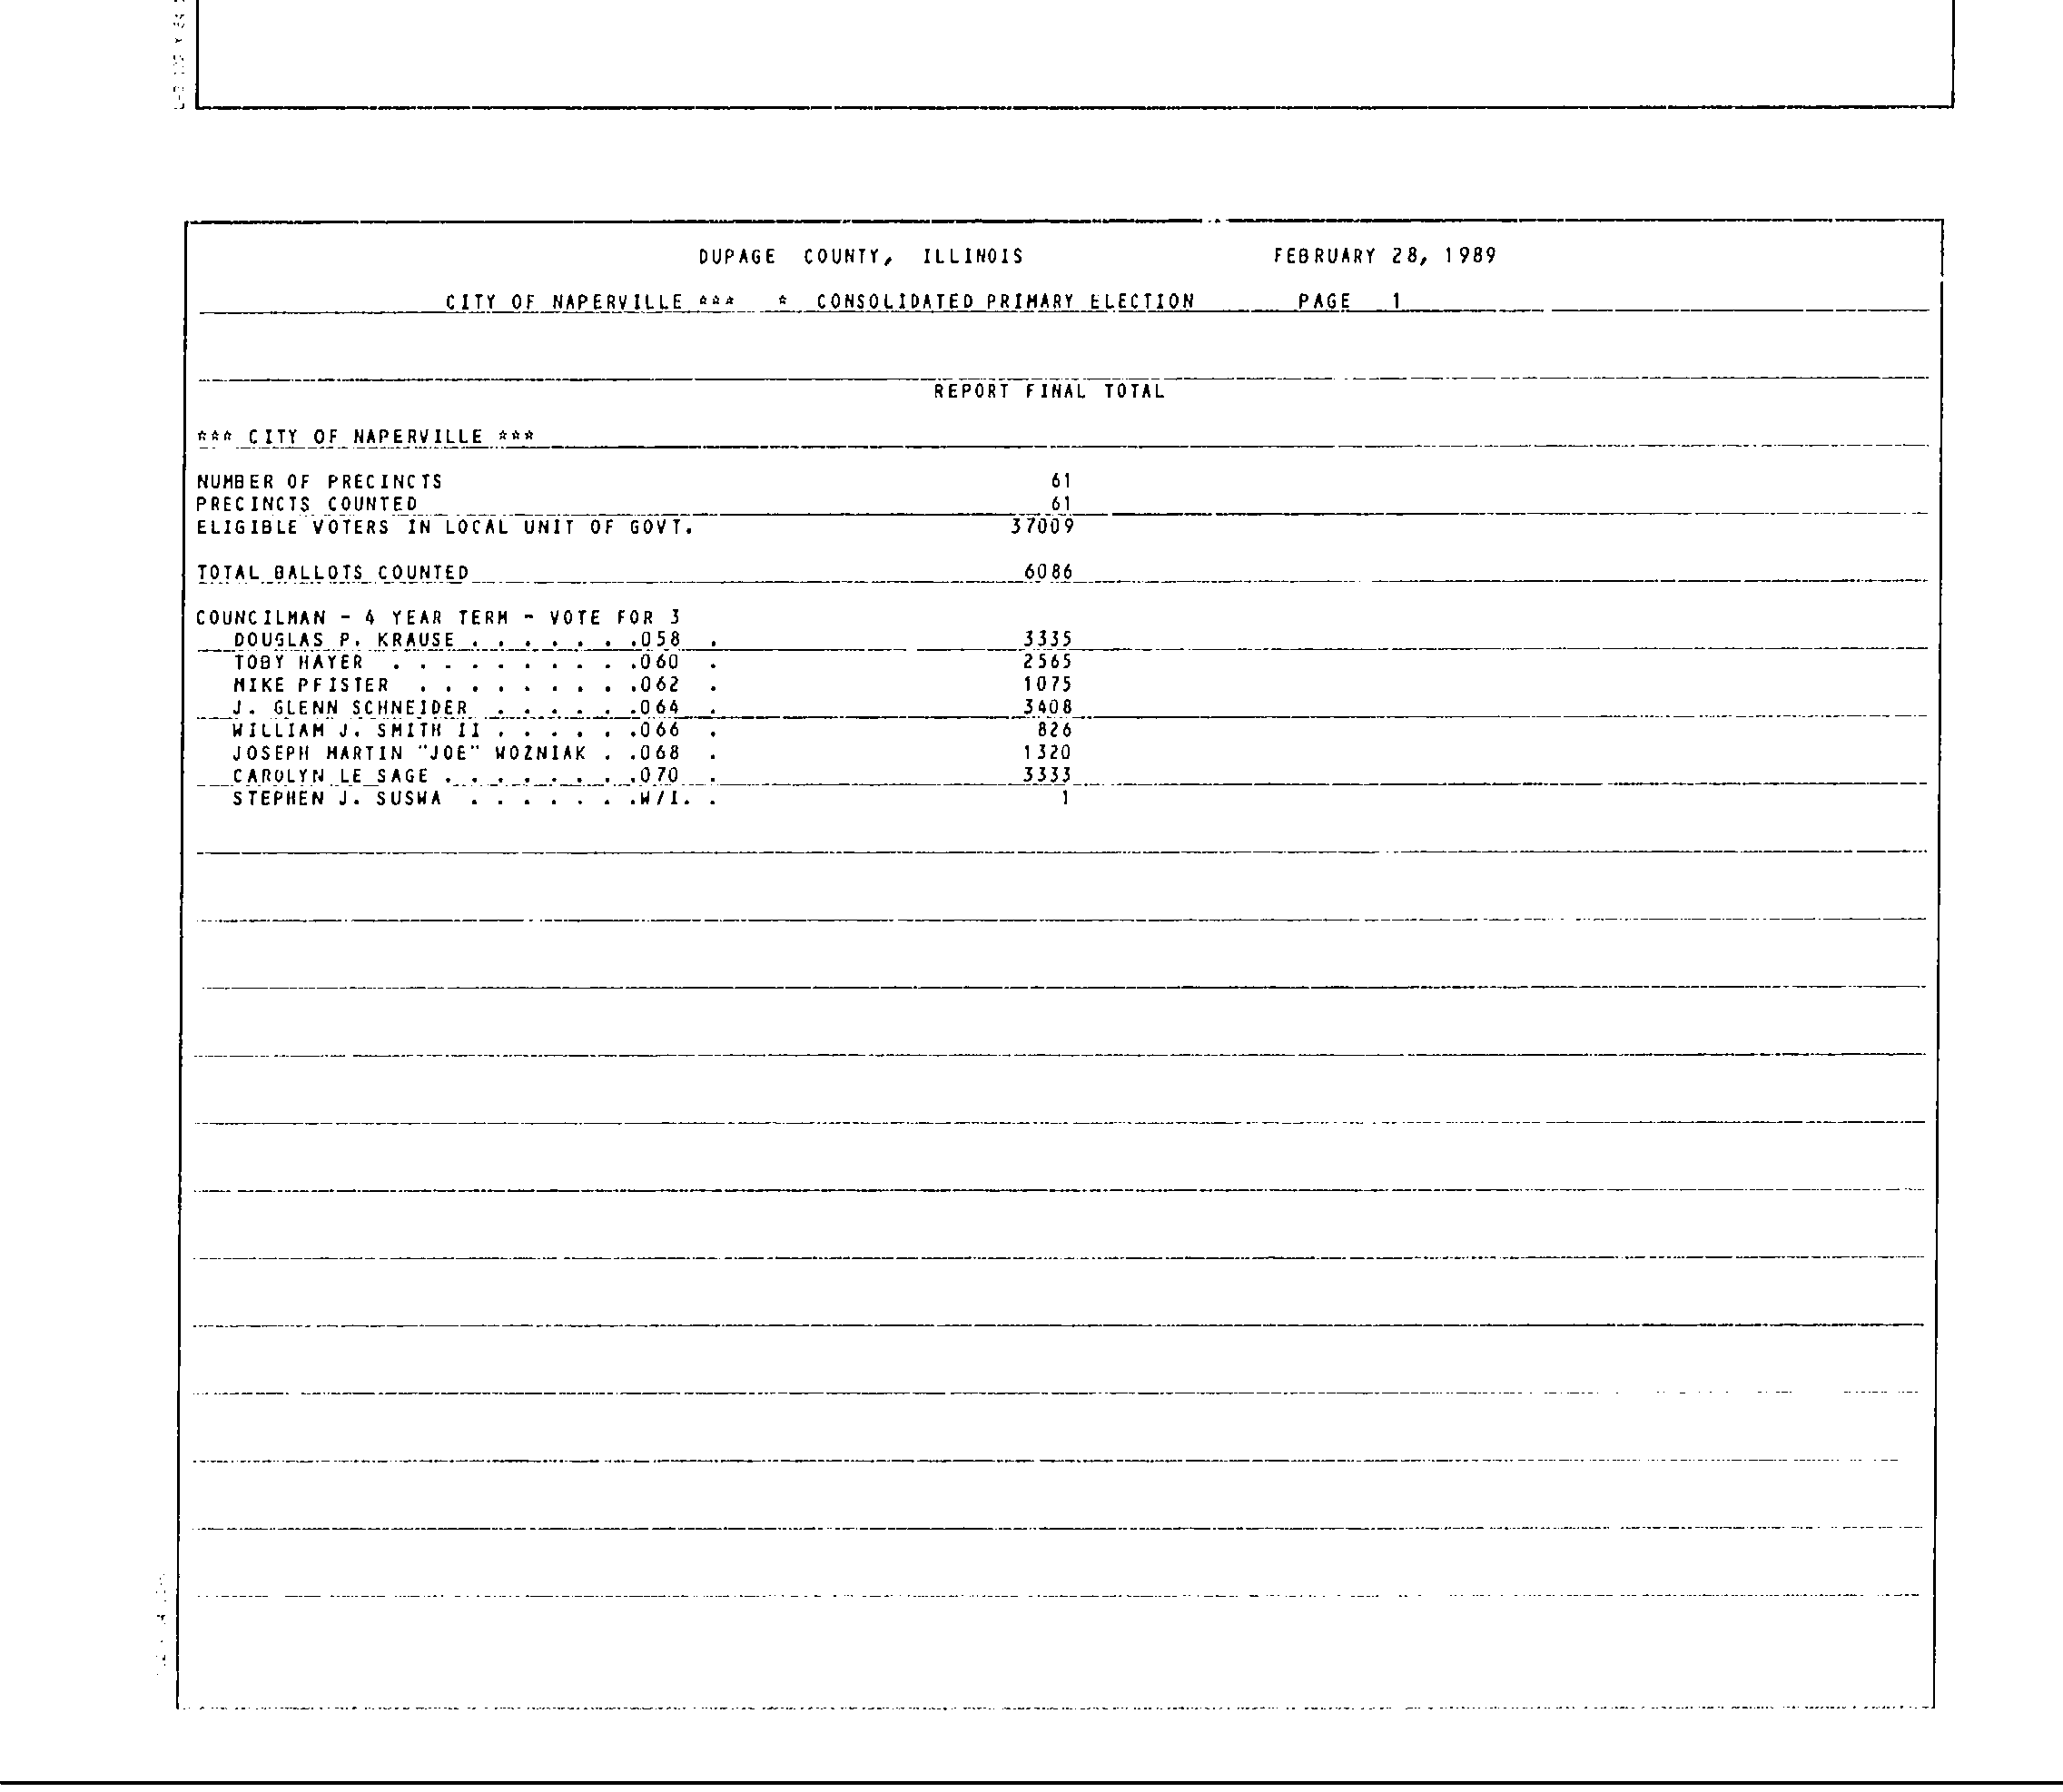 DUPAGE COUNTY, ILLINOIS FEBRUARY 28, 1989
CITY OF NAPERVILLE *** * CONSOLIDATED PRIMARY ELECTION PAGE 1
REPORT FINAL TOTAL
*** CITY OF NAPERVILLE ***
NUMBER OF PRECINCTS 61
PRECINCTS COUNTED 61
ELIGIBLE VOTERS IN LOCAL UNIT OF GOVT. 37009
TOTAL BALLOTS COUNTED 6086
COUNCILMAN - 4 YEAR TERM - VOTE FOR 3
DOUGLAS P. KRAUSE . . . . . . .058 . 3335
TOBY HAYER . . . . . . . . . .060 . 2565
MIKE PFISTER . . . . . . . . .062 . 1075
J. GLENN SCHNEIDER . . . . . .064 . 3408
WILLIAM J. SMITH II . . . . . .066 . 826
JOSEPH MARTIN "JOE" WOZNIAK . .068 . 1320
CAROLYN LE SAGE . . . . . . . .070 . 3333
STEPHEN J. SUSWA . . . . . . .W/I. . 1